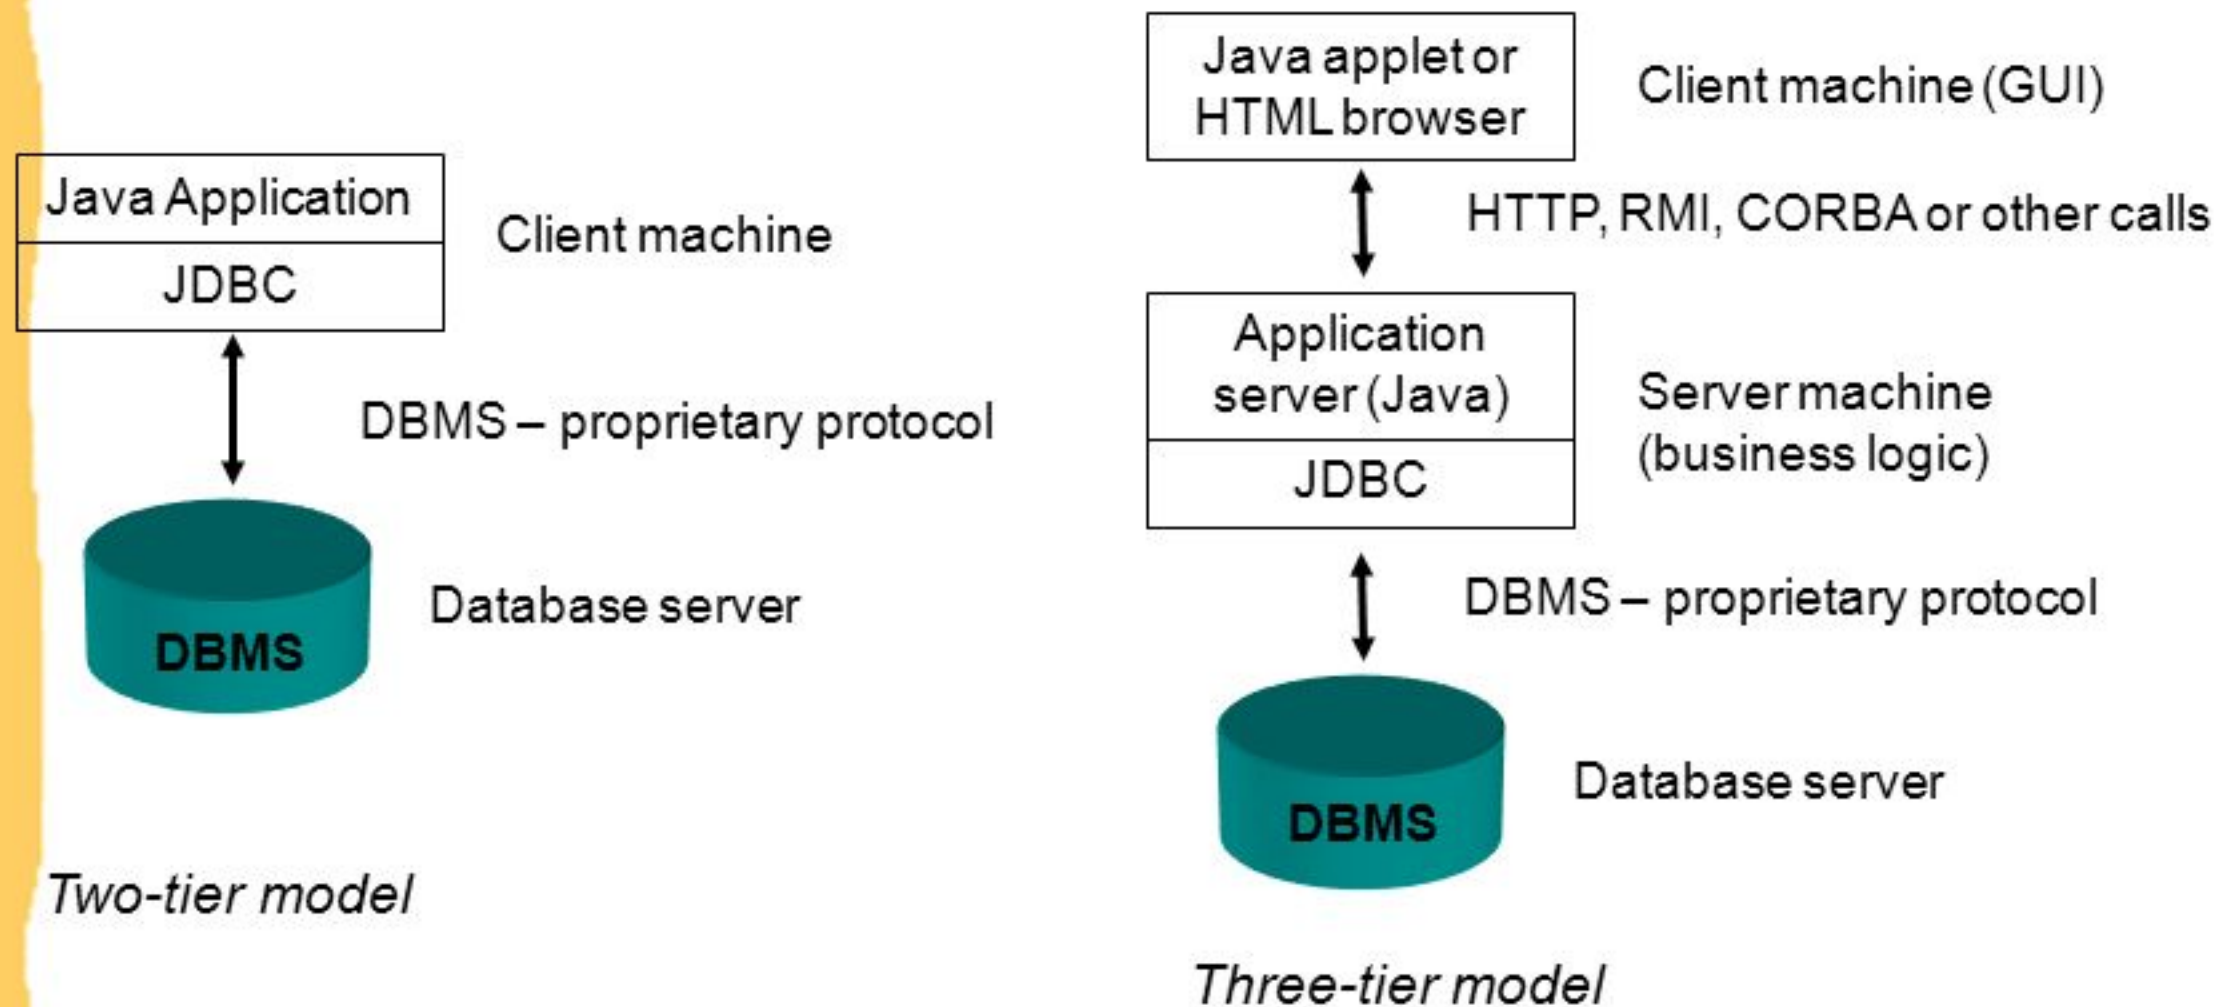 Java Application
JDBC
Client machine
DBMS – proprietary protocol
DBMS
Database server
Two-tier model
Java applet or
HTML browser
Client machine (GUI)
HTTP, RMI, CORBA or other calls
Application
server (Java)
JDBC
Server machine
(business logic)
DBMS – proprietary protocol
DBMS
Database server
Three-tier model